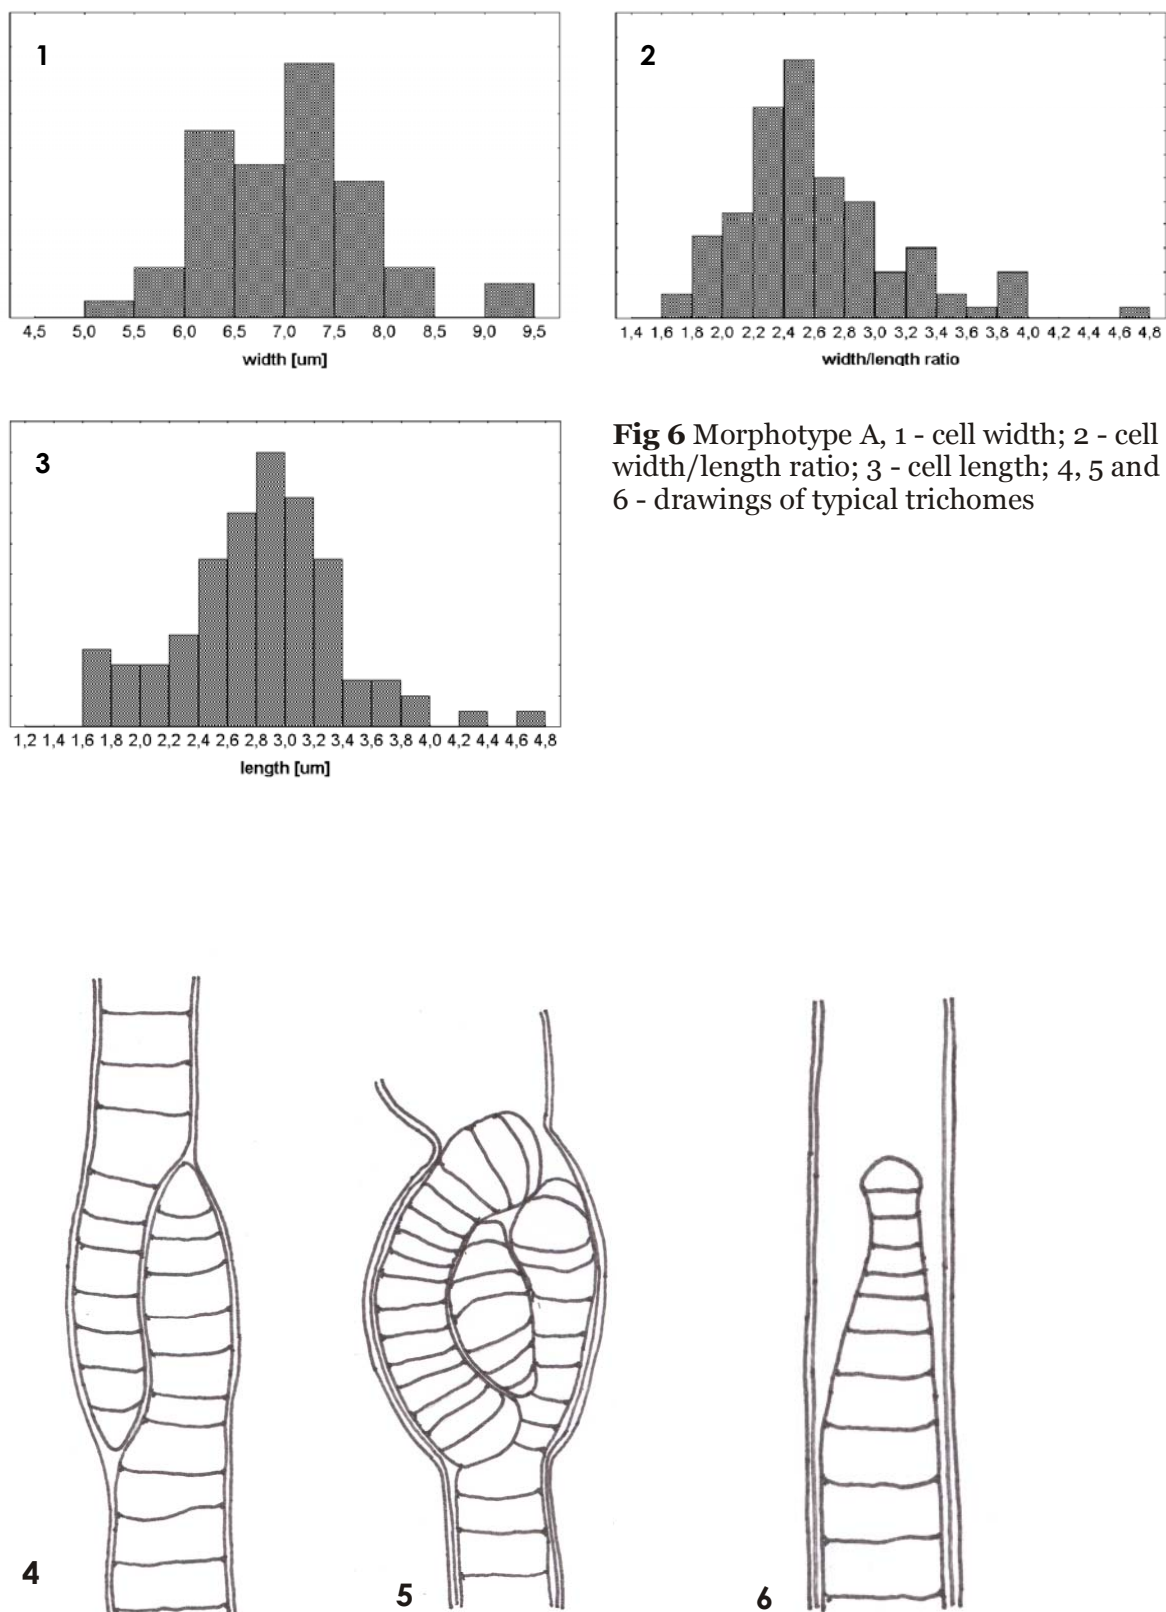 1
4,5 5,0 5,5 6,0 6,5 7,0 7,5 8,0 8,5 9,0 9,5
width [um]
2
1,4 1,6 1,8 2,0 2,2 2,4 2,6 2,8 3,0 3,2 3,4 3,6 3,8 4,0 4,2 4,4 4,6 4,8
width/length ratio
3
1,2 1,4 1,6 1,8 2,0 2,2 2,4 2,6 2,8 3,0 3,2 3,4 3,6 3,8 4,0 4,2 4,4 4,6 4,8
length [um]
Fig 6 Morphotype A, 1 - cell width; 2 - cell
width/length ratio; 3 - cell length; 4, 5 and
6 - drawings of typical trichomes
4
5
6